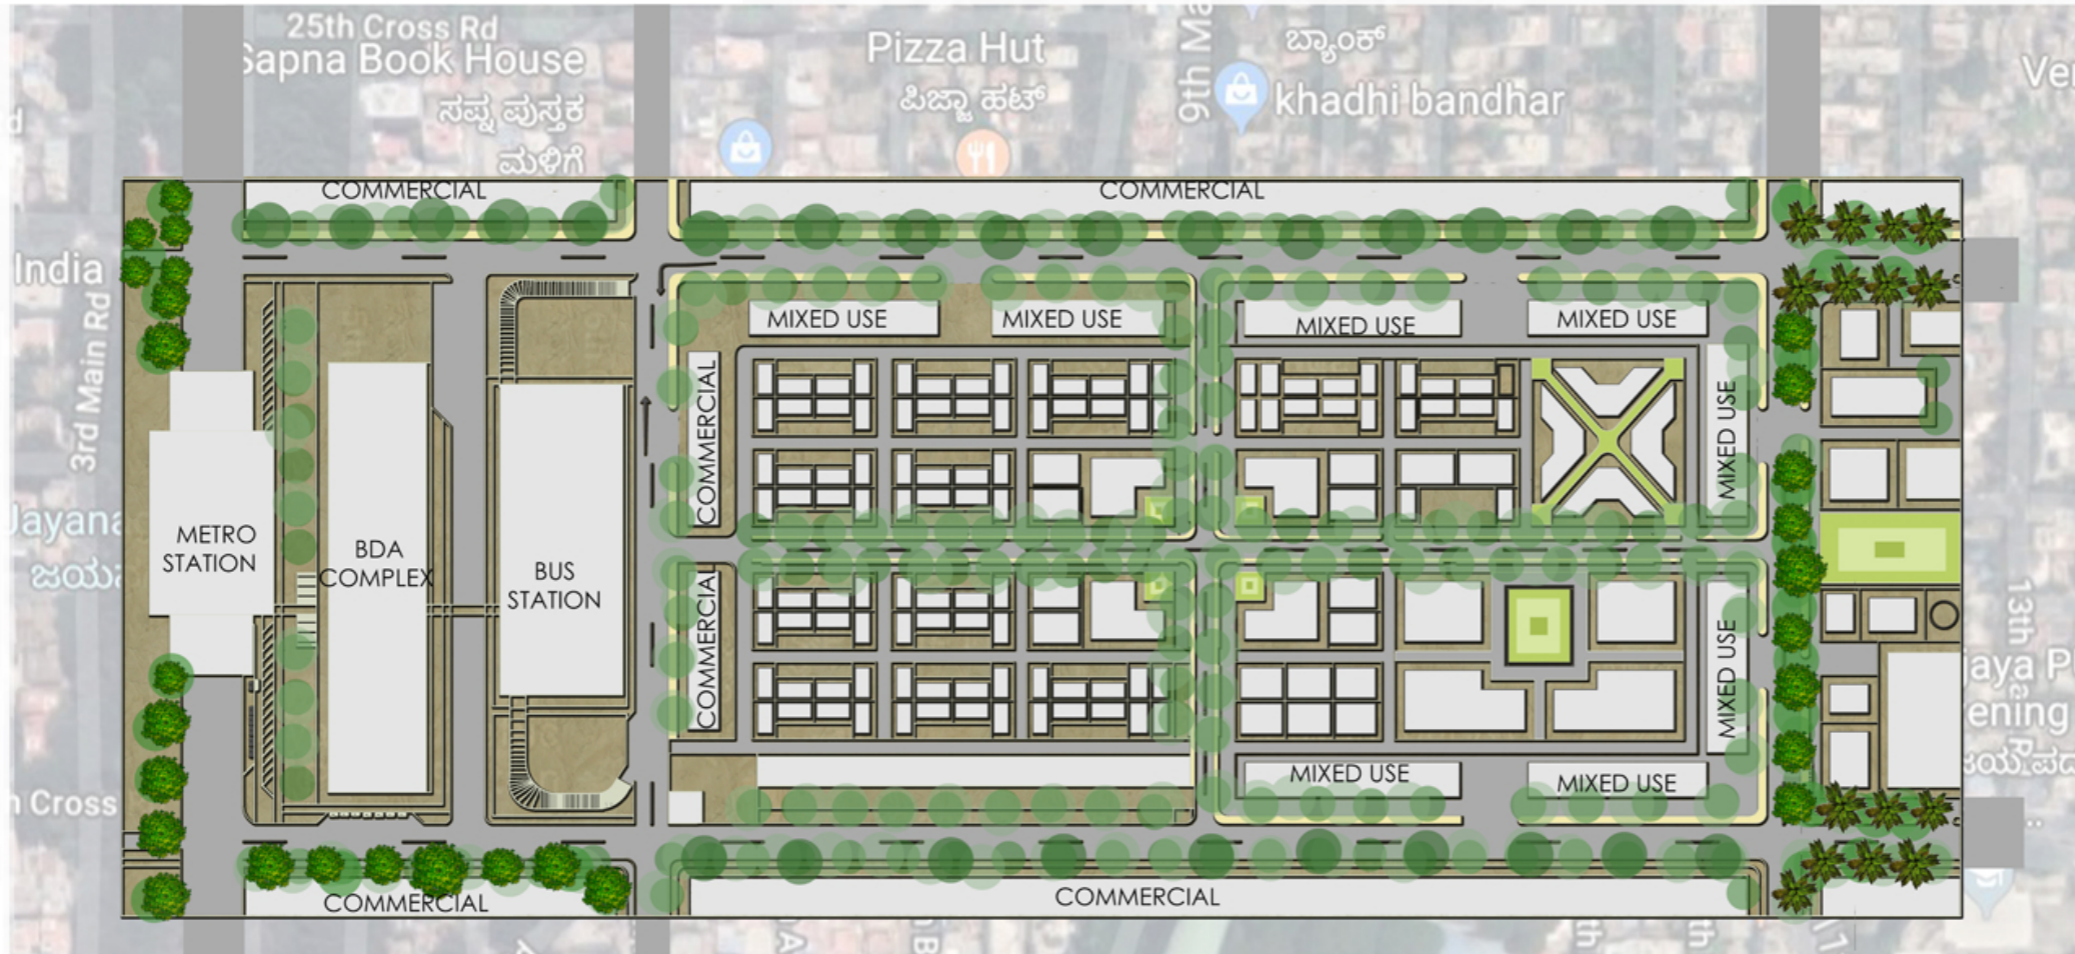 25th Cross Rd
Sapna Book House
ಸಪ್ನ ಪುಸ್ತಕ
ಮಳಿಗೆ
Pizza Hut
ಪಿಜ್ಜಾ ಹಟ್
9th Ma
ಬ್ಯಾಂಕ್
khadhi bandhar
Ver
COMMERCIAL
COMMERCIAL
India
3rd Main Rd
MIXED USE
MIXED USE
MIXED USE
MIXED USE
COMMERCIAL
MIXED USE
Jayana
METRO
STATION
BDA
COMPLEX
BUS
STATION
COMMERCIAL
MIXED USE
13th
aya P
ening
MIXED USE
MIXED USE
Cross
COMMERCIAL
COMMERCIAL